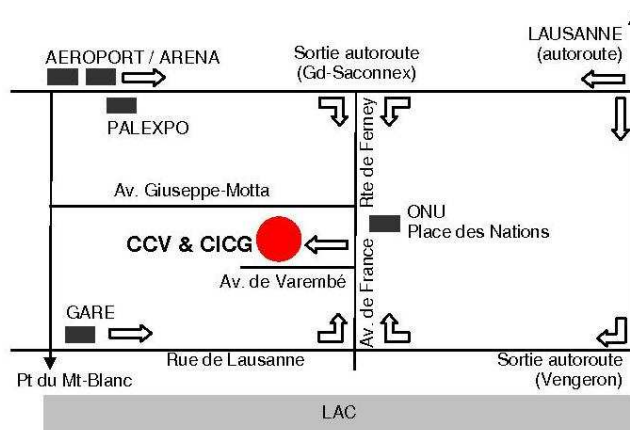 AEROPORT / ARENA
Sortie autoroute
(Gd-Saconnex)
LAUSANNE
(autoroute)
PALEXPO
Rte de Ferney
Av. Giuseppe-Motta
ONU
Place des Nations
CCV & CICG
Av. de Varembé
Av. de France
GARE
Rue de Lausanne
Sortie autoroute
(Vengeron)
Pt du Mt-Blanc
LAC